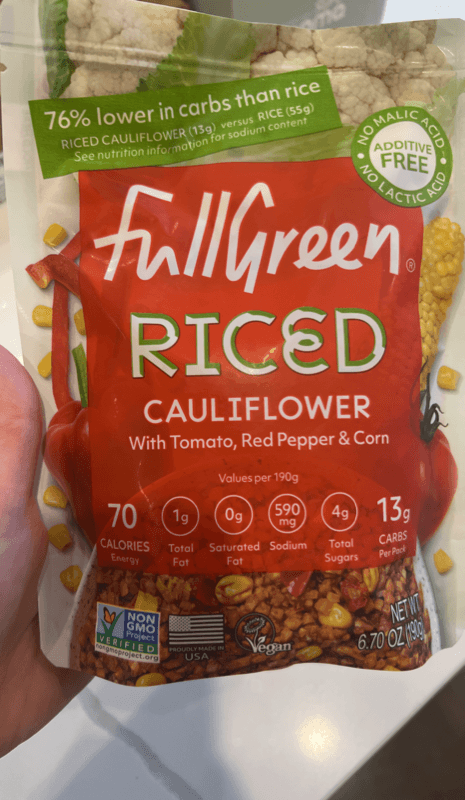 76% lower in carbs than rice
RICED CAULIFLOWER (13g) versus RICE (55g)
See nutrition information for sodium content
NO MALIC ACID
ADDITIVE
FREE
NO LACTIC ACID
fullGreen®
RICED
CAULIFLOWER
With Tomato, Red Pepper & Corn
Values per 190g
70
CALORIES
Energy
1g
Total
Fat
0g
Saturated
Fat
590
mg
Sodium
4g
Total
Sugars
13g
CARBS
Per Pack
NON
GMO
Project
VERIFIED
nongmoproject.org
PROUDLY MADE IN
USA
Vegan
NET WT
6.70 OZ (190g)